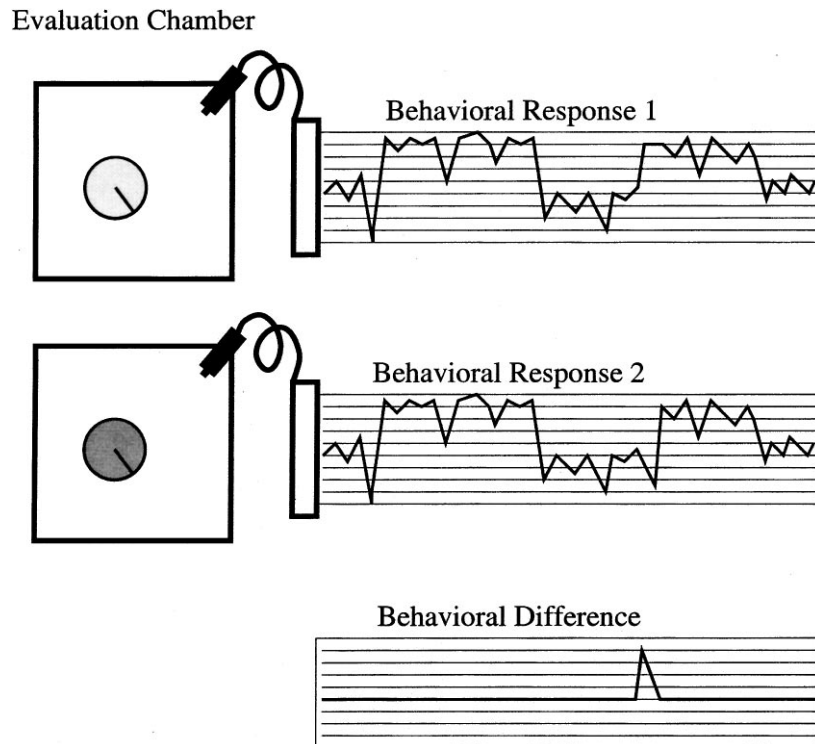 Evaluation Chamber
Behavioral Response 1
Behavioral Response 2
Behavioral Difference